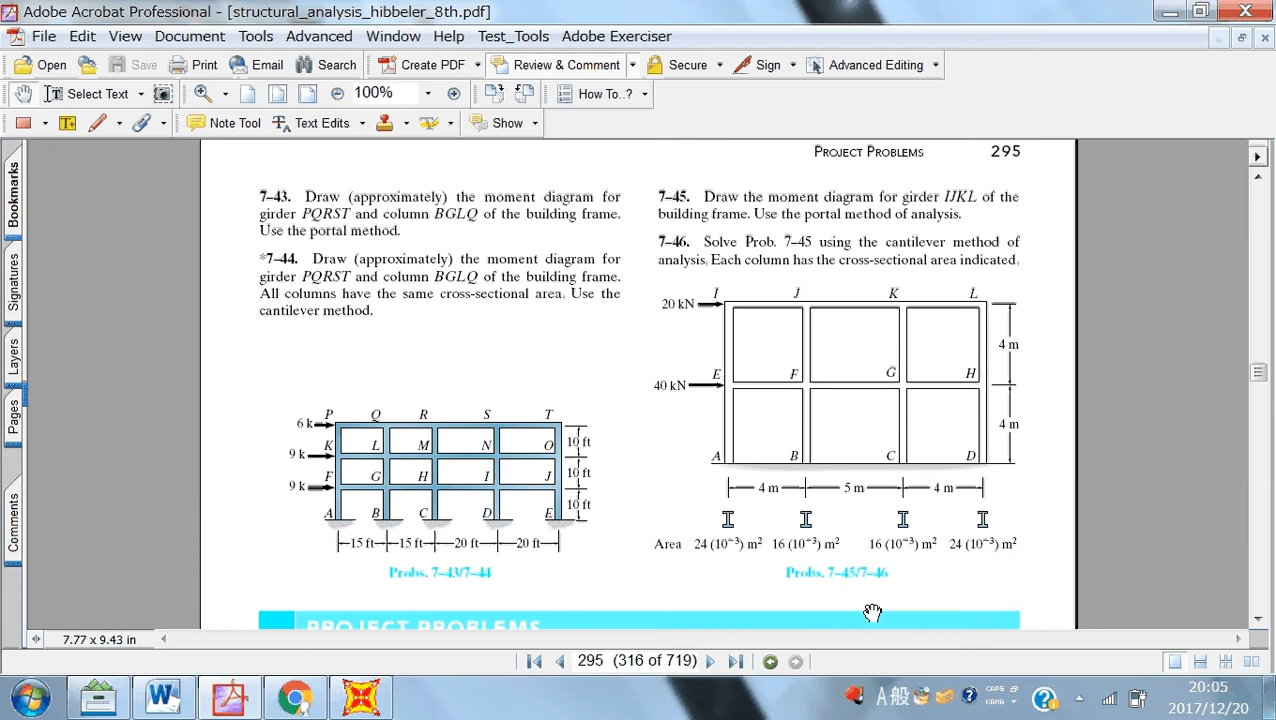 Adobe Acrobat Professional - [structural_analysis_hibbeler_8th.pdf]
File Edit View Document Tools Advanced Window Help Test_Tools Adobe Exerciser
Open Save Print Email Search Create PDF Review & Comment Secure Sign Advanced Editing
Select Text 100% How To..?
Note Tool Text Edits Show
Bookmarks
Signatures
Layers
Pages
Comments
PROJECT PROBLEMS 295
7–43. Draw (approximately) the moment diagram for
girder PQRST and column BGLQ of the building frame.
Use the portal method.
*7–44. Draw (approximately) the moment diagram for
girder PQRST and column BGLQ of the building frame.
All columns have the same cross-sectional area. Use the
cantilever method.
6 k
9 k
9 k
P Q R S T
K L M N O
F G H I J
A B C D E
10 ft
10 ft
10 ft
15 ft 15 ft 20 ft 20 ft
Probs. 7–43/7–44
7–45. Draw the moment diagram for girder IJKL of the
building frame. Use the portal method of analysis.
7–46. Solve Prob. 7–45 using the cantilever method of
analysis. Each column has the cross-sectional area indicated.
I J K L
20 kN
4 m
E F G H
40 kN
4 m
A B C D
4 m 5 m 4 m
Area 24 (10⁻³) m² 16 (10⁻³) m² 16 (10⁻³) m² 24 (10⁻³) m²
Probs. 7–45/7–46
PROJECT PROBLEMS
7.77 x 9.43 in
295 (316 of 719)
A 般
CAPS
KANA
20:05
2017/12/20